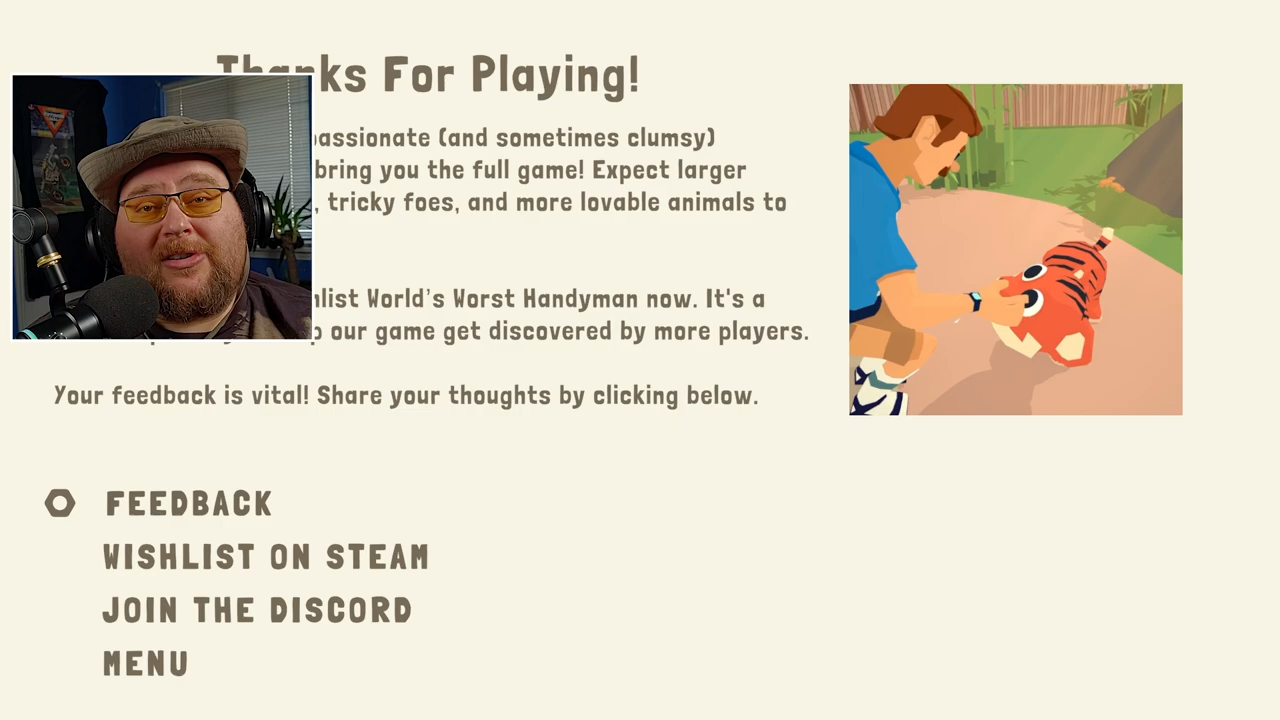 Thanks For Playing!
passionate (and sometimes clumsy)
bring you the full game! Expect larger
, tricky foes, and more lovable animals to
World's Worst Handyman now. It's a
our game get discovered by more players.
Your feedback is vital! Share your thoughts by clicking below.
FEEDBACK
WISHLIST ON STEAM
JOIN THE DISCORD
MENU